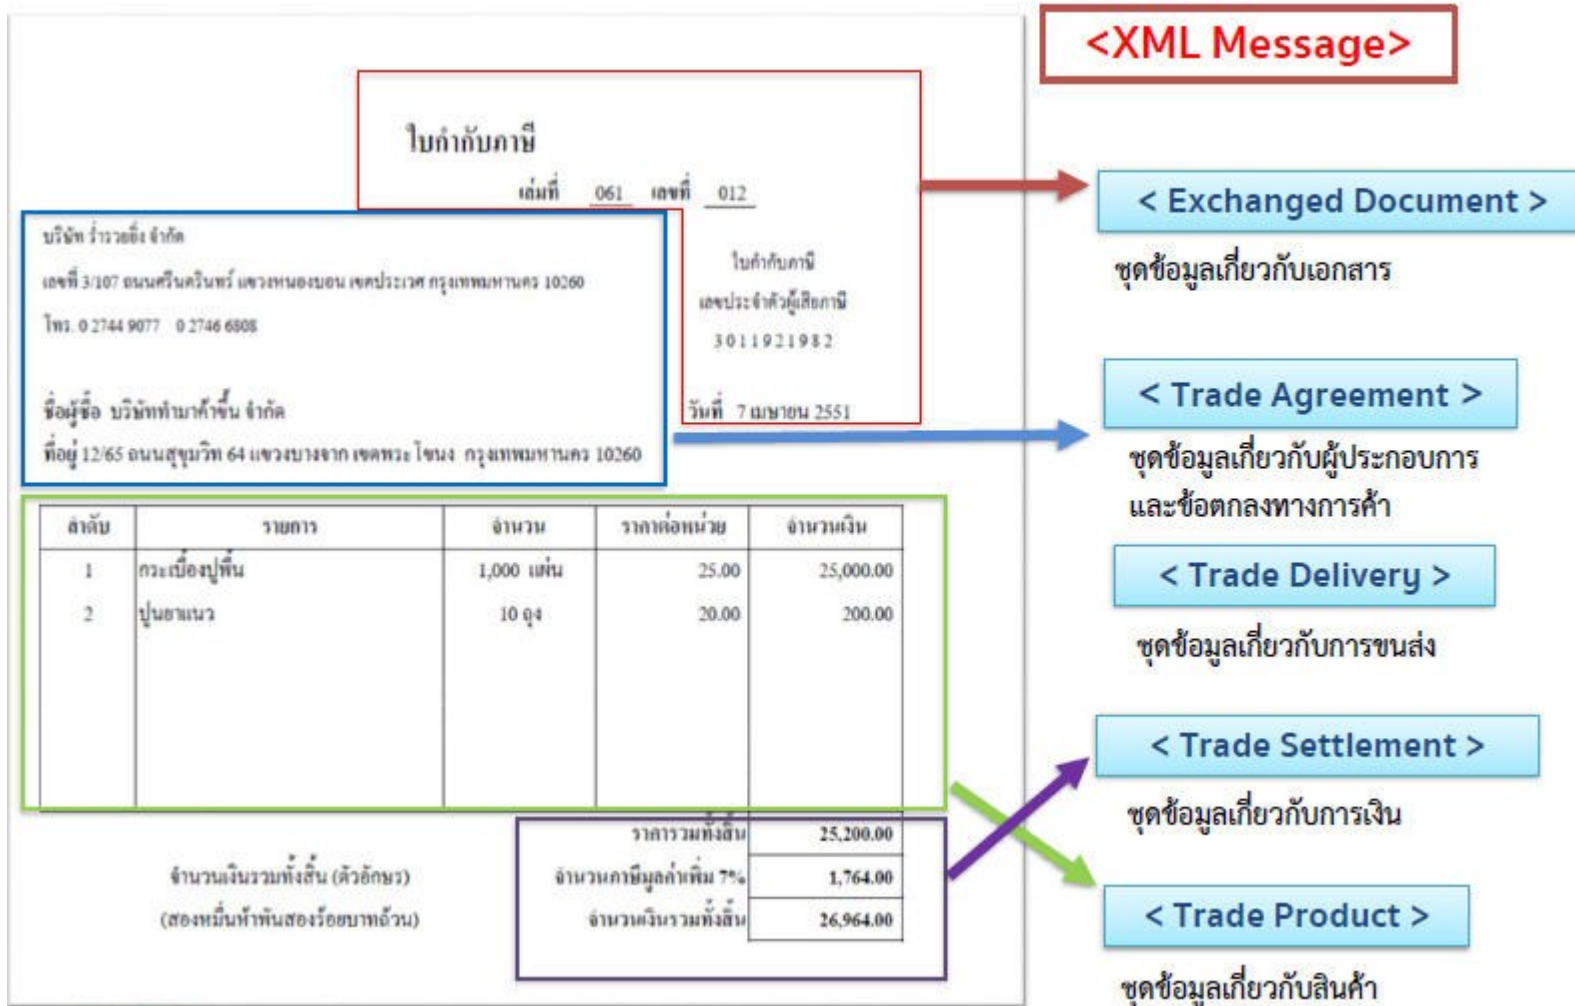 <XML Message>
ใบกำกับภาษี
เล่มที่ 061 เลขที่ 012
บริษัท ร่ำรวยยิ่ง จำกัด
เลขที่ 3/107 ถนนศรีนครินทร์ แขวงหนองบอน เขตประเวศ กรุงเทพมหานคร 10260
โทร. 0 2744 9077 0 2746 6808
ใบกำกับภาษี
เลขประจำตัวผู้เสียภาษี
3011921982
ชื่อผู้ซื้อ บริษัททำมาค้าขึ้น จำกัด
วันที่ 7 เมษายน 2551
ที่อยู่ 12/65 ถนนสุขุมวิท 64 แขวงบางจาก เขตพระโขนง กรุงเทพมหานคร 10260
ลำดับ รายการ จำนวน ราคาต่อหน่วย จำนวนเงิน
1 กระเบื้องปูพื้น 1,000 แผ่น 25.00 25,000.00
2 ปูนยาแนว 10 ถุง 20.00 200.00
ราคารวมทั้งสิ้น 25,200.00
จำนวนเงินรวมทั้งสิ้น (ตัวอักษร) จำนวนภาษีมูลค่าเพิ่ม 7% 1,764.00
(สองหมื่นห้าพันสองร้อยบาทถ้วน) จำนวนเงินรวมทั้งสิ้น 26,964.00
< Exchanged Document >
ชุดข้อมูลเกี่ยวกับเอกสาร
< Trade Agreement >
ชุดข้อมูลเกี่ยวกับผู้ประกอบการ
และข้อตกลงทางการค้า
< Trade Delivery >
ชุดข้อมูลเกี่ยวกับการขนส่ง
< Trade Settlement >
ชุดข้อมูลเกี่ยวกับการเงิน
< Trade Product >
ชุดข้อมูลเกี่ยวกับสินค้า